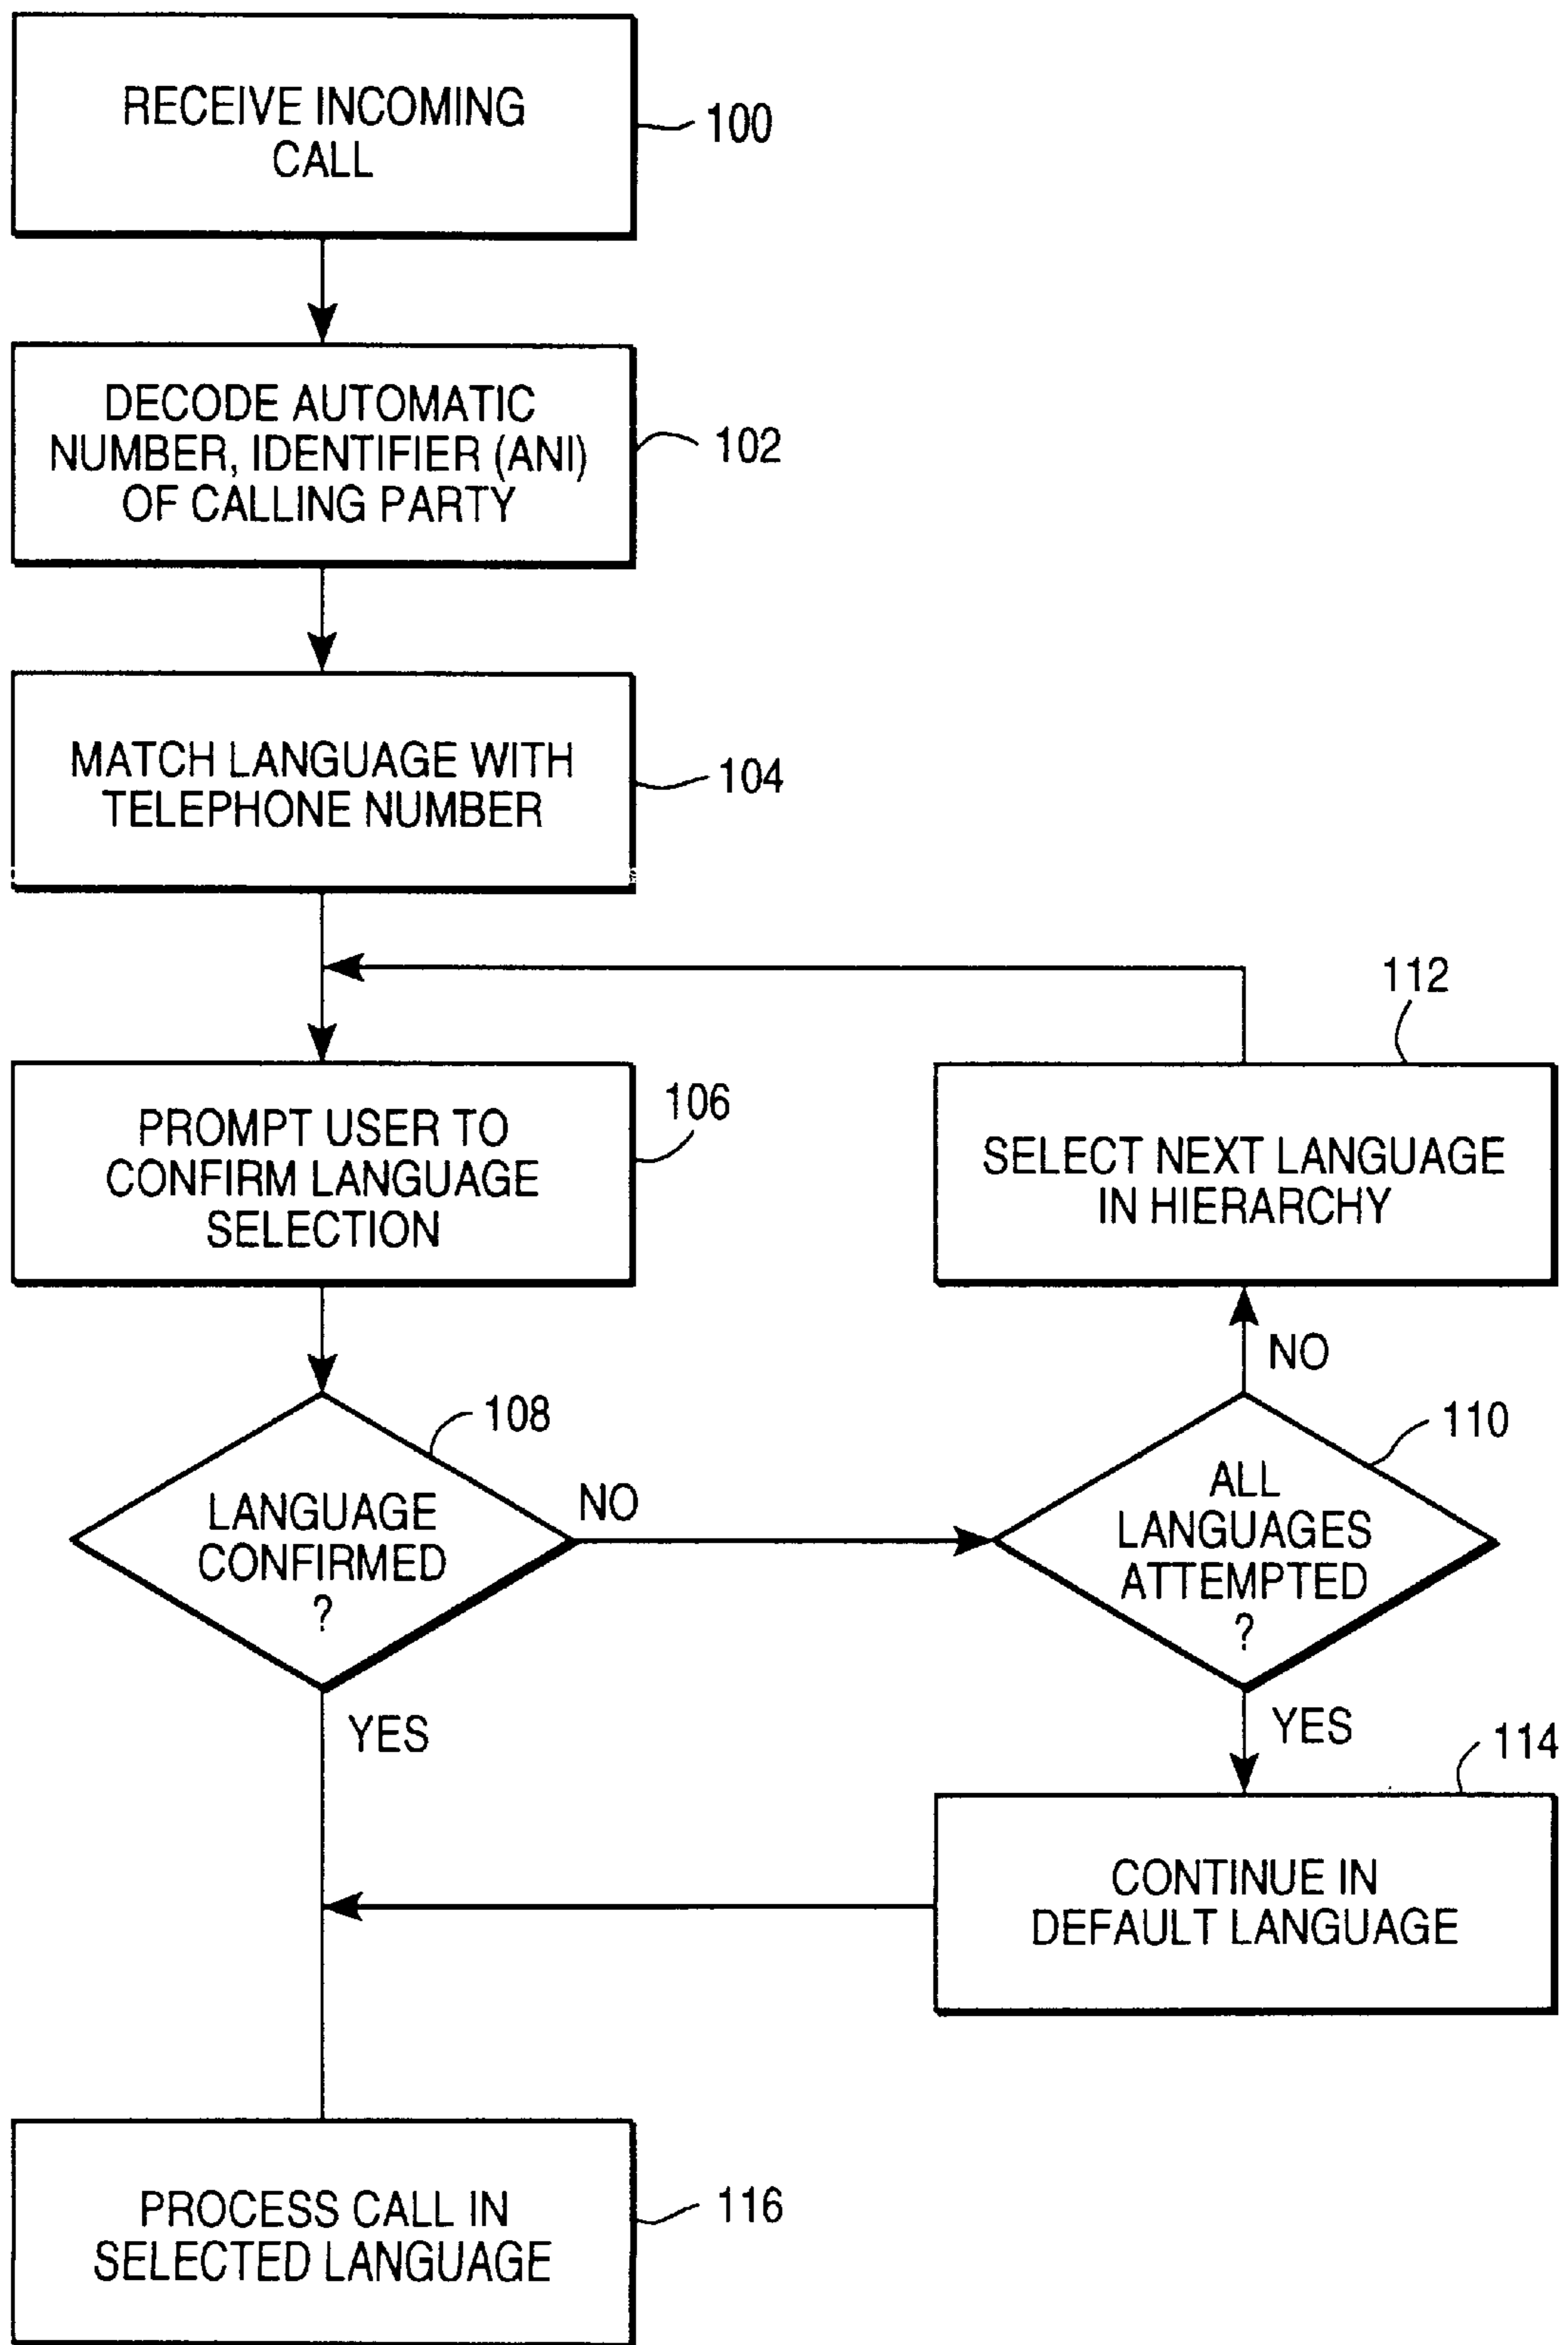 RECEIVE INCOMING
CALL
100
DECODE AUTOMATIC
NUMBER, IDENTIFIER (ANI)
OF CALLING PARTY
102
MATCH LANGUAGE WITH
TELEPHONE NUMBER
104
112
PROMPT USER TO
CONFIRM LANGUAGE
SELECTION
106
SELECT NEXT LANGUAGE
IN HIERARCHY
NO
108
LANGUAGE
CONFIRMED
?
NO
110
ALL
LANGUAGES
ATTEMPTED
?
YES
YES
114
CONTINUE IN
DEFAULT LANGUAGE
PROCESS CALL IN
SELECTED LANGUAGE
116